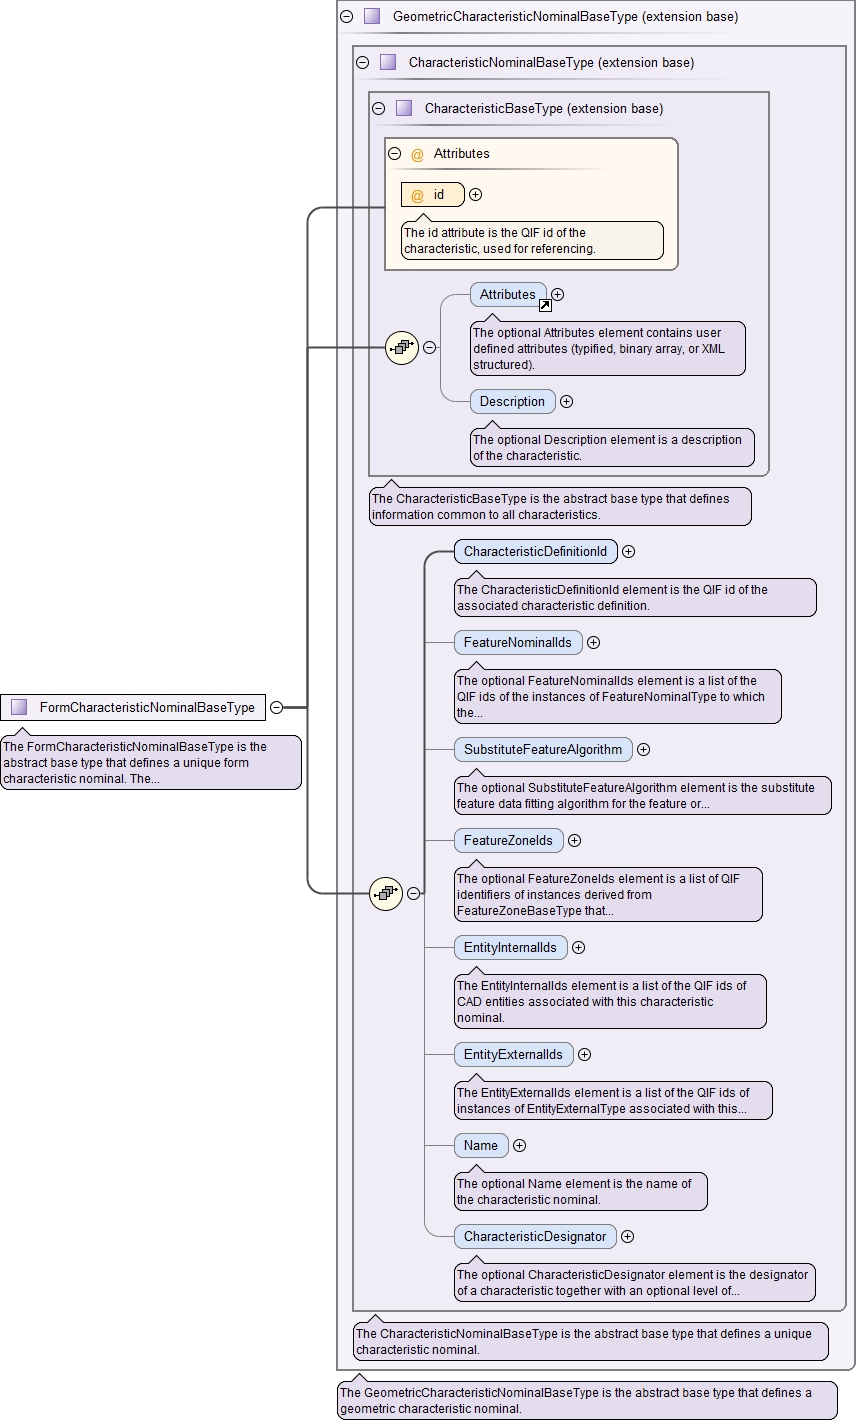 GeometricCharacteristicNominalBaseType (extension base)
CharacteristicNominalBaseType (extension base)
CharacteristicBaseType (extension base)
@ Attributes
@ id
The id attribute is the QIF id of the
characteristic, used for referencing.
Attributes
The optional Attributes element contains user
defined attributes (typified, binary array, or XML
structured).
Description
The optional Description element is a description
of the characteristic.
The CharacteristicBaseType is the abstract base type that defines
information common to all characteristics.
CharacteristicDefinitionId
The CharacteristicDefinitionId element is the QIF id of the
associated characteristic definition.
FeatureNominalIds
The optional FeatureNominalIds element is a list of the
QIF ids of the instances of FeatureNominalType to which
the...
FormCharacteristicNominalBaseType
The FormCharacteristicNominalBaseType is the
abstract base type that defines a unique form
characteristic nominal. The...
SubstituteFeatureAlgorithm
The optional SubstituteFeatureAlgorithm element is the substitute
feature data fitting algorithm for the feature or...
FeatureZoneIds
The optional FeatureZoneIds element is a list of QIF
identifiers of instances derived from
FeatureZoneBaseType that...
EntityInternalIds
The EntityInternalIds element is a list of the QIF ids of
CAD entities associated with this characteristic
nominal.
EntityExternalIds
The EntityExternalIds element is a list of the QIF ids of
instances of EntityExternalType associated with this...
Name
The optional Name element is the name of
the characteristic nominal.
CharacteristicDesignator
The optional CharacteristicDesignator element is the designator
of a characteristic together with an optional level of...
The CharacteristicNominalBaseType is the abstract base type that defines a unique
characteristic nominal.
The GeometricCharacteristicNominalBaseType is the abstract base type that defines a
geometric characteristic nominal.